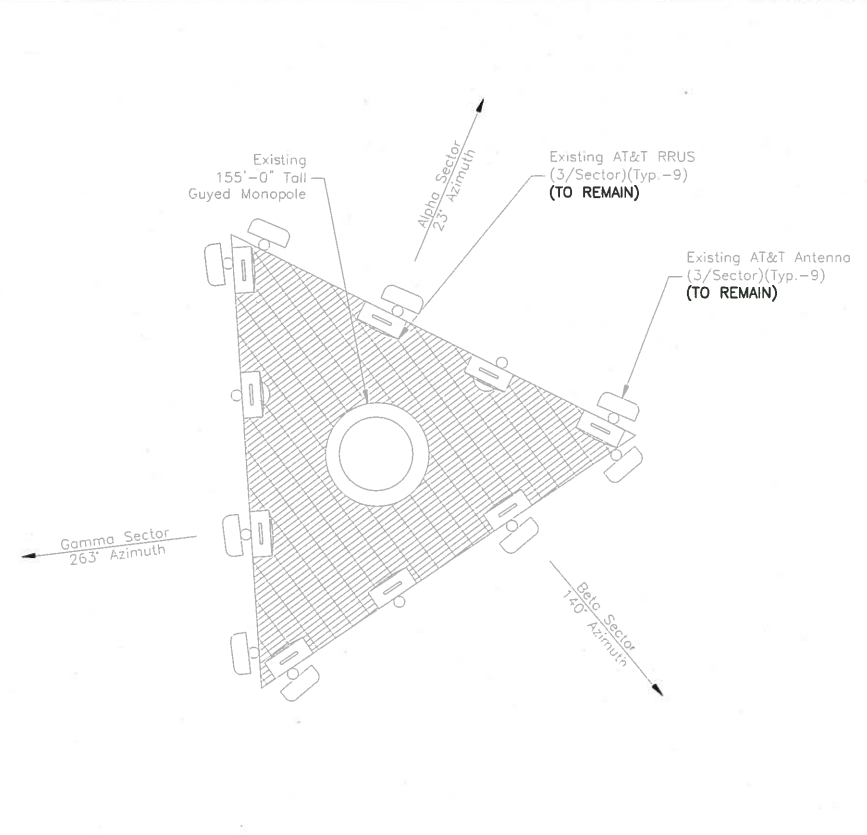 Existing
155'-0" Tall
Guyed Monopole
Alpha Sector
23° Azimuth
Existing AT&T RRUS
(3/Sector)(Typ.-9)
(TO REMAIN)
Existing AT&T Antenna
(3/Sector)(Typ.-9)
(TO REMAIN)
Gamma Sector
263° Azimuth
Beta Sector
140° Azimuth